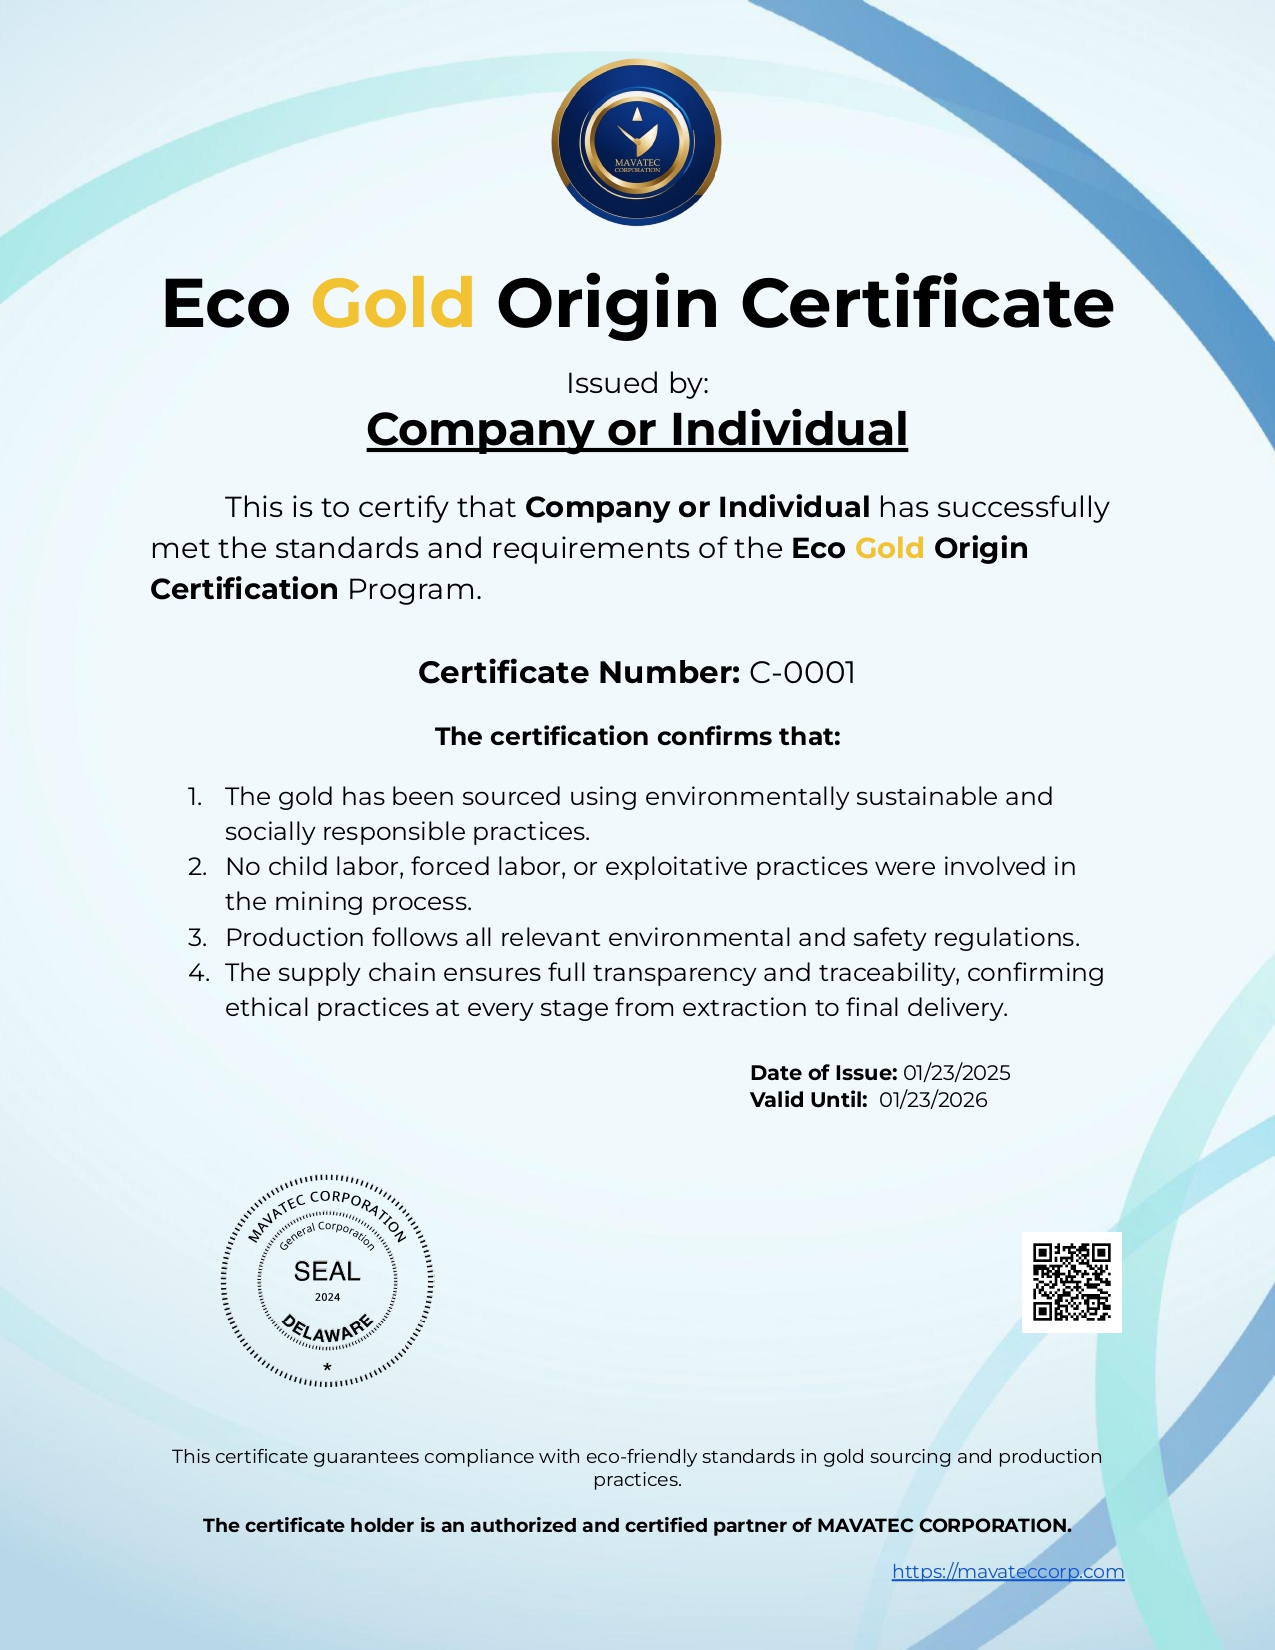 MAVATEC
CORPORATION
Eco Gold Origin Certificate
Issued by:
Company or Individual
This is to certify that Company or Individual has successfully
met the standards and requirements of the Eco Gold Origin
Certification Program.
Certificate Number: C-0001
The certification confirms that:
1. The gold has been sourced using environmentally sustainable and
socially responsible practices.
2. No child labor, forced labor, or exploitative practices were involved in
the mining process.
3. Production follows all relevant environmental and safety regulations.
4. The supply chain ensures full transparency and traceability, confirming
ethical practices at every stage from extraction to final delivery.
Date of Issue: 01/23/2025
Valid Until: 01/23/2026
MAVATEC CORPORATION
General Corporation
SEAL
2024
DELAWARE
*
This certificate guarantees compliance with eco-friendly standards in gold sourcing and production
practices.
The certificate holder is an authorized and certified partner of MAVATEC CORPORATION.
https://mavateccorp.com